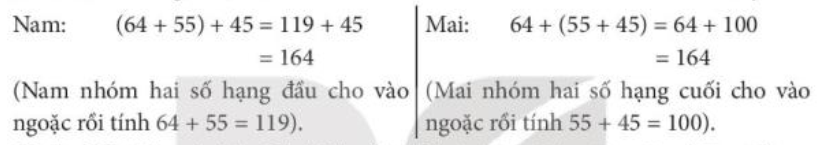 Nam: (64 + 55) + 45 = 119 + 45
= 164
(Nam nhóm hai số hạng đầu cho vào
ngoặc rồi tính 64 + 55 = 119).
Mai: 64 + (55 + 45) = 64 + 100
= 164
(Mai nhóm hai số hạng cuối cho vào
ngoặc rồi tính 55 + 45 = 100).